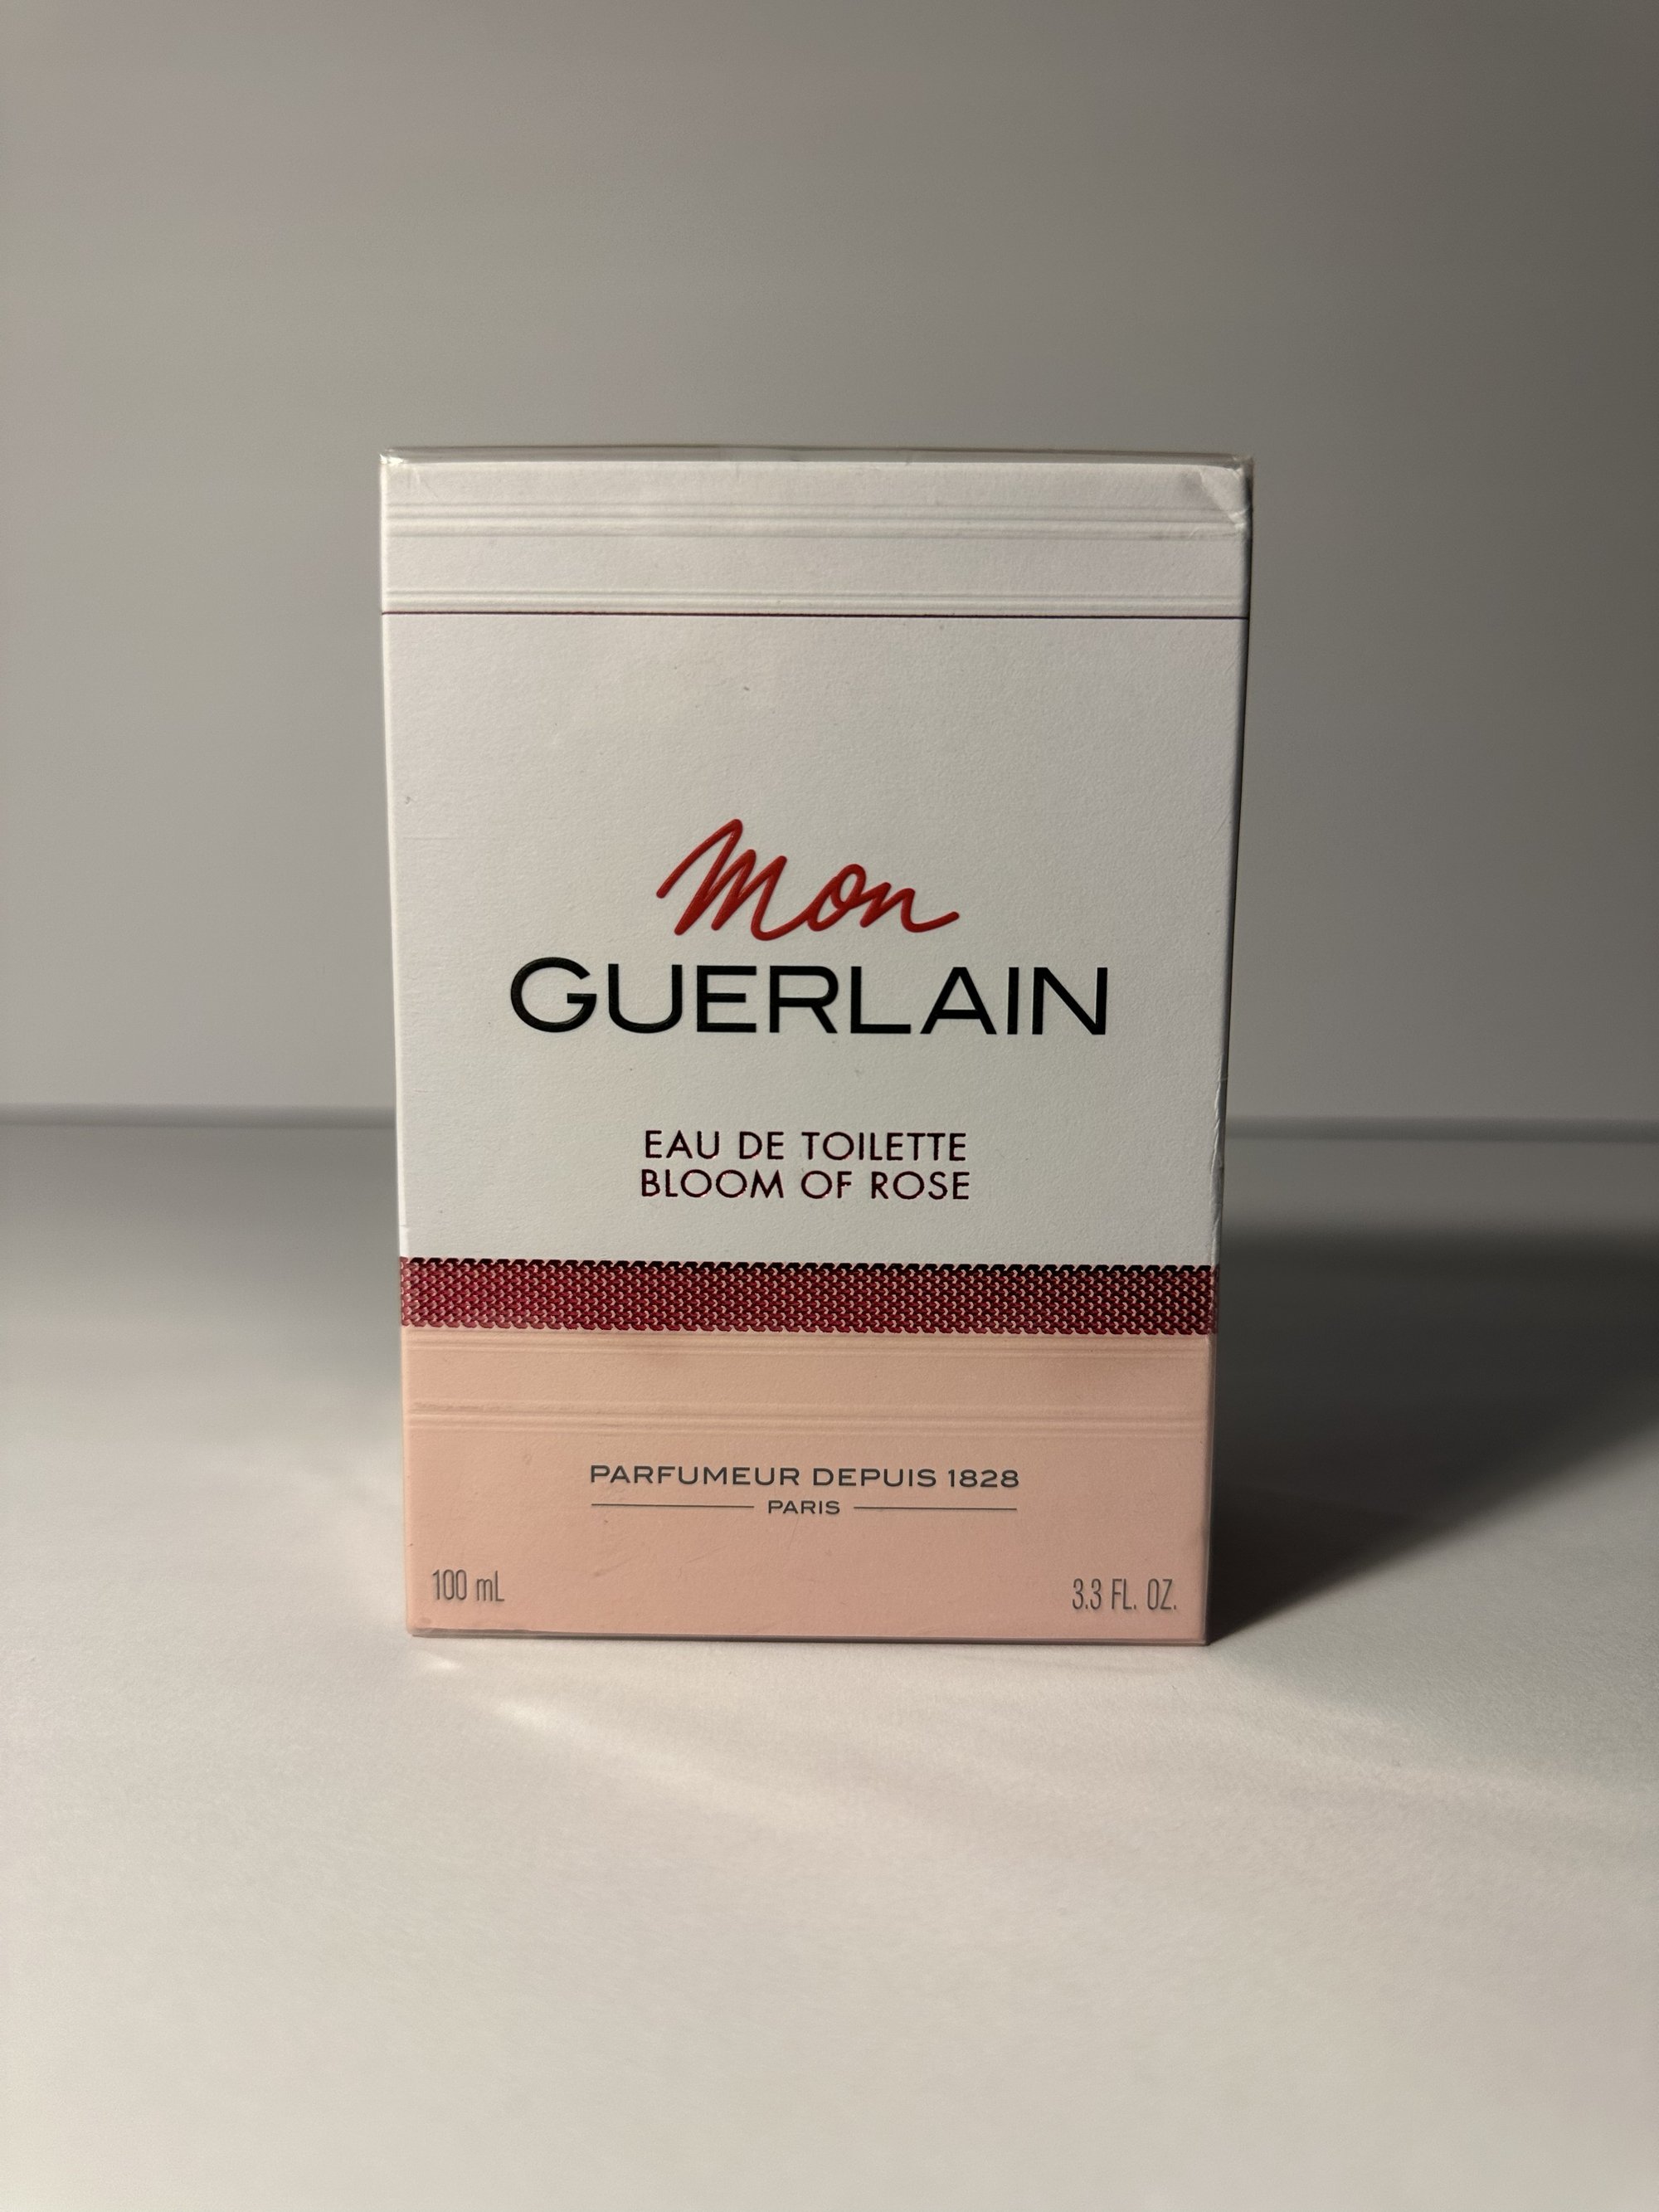 Mon
GUERLAIN
EAU DE TOILETTE
BLOOM OF ROSE
PARFUMEUR DEPUIS 1828
PARIS
100 mL
3.3 FL. OZ.